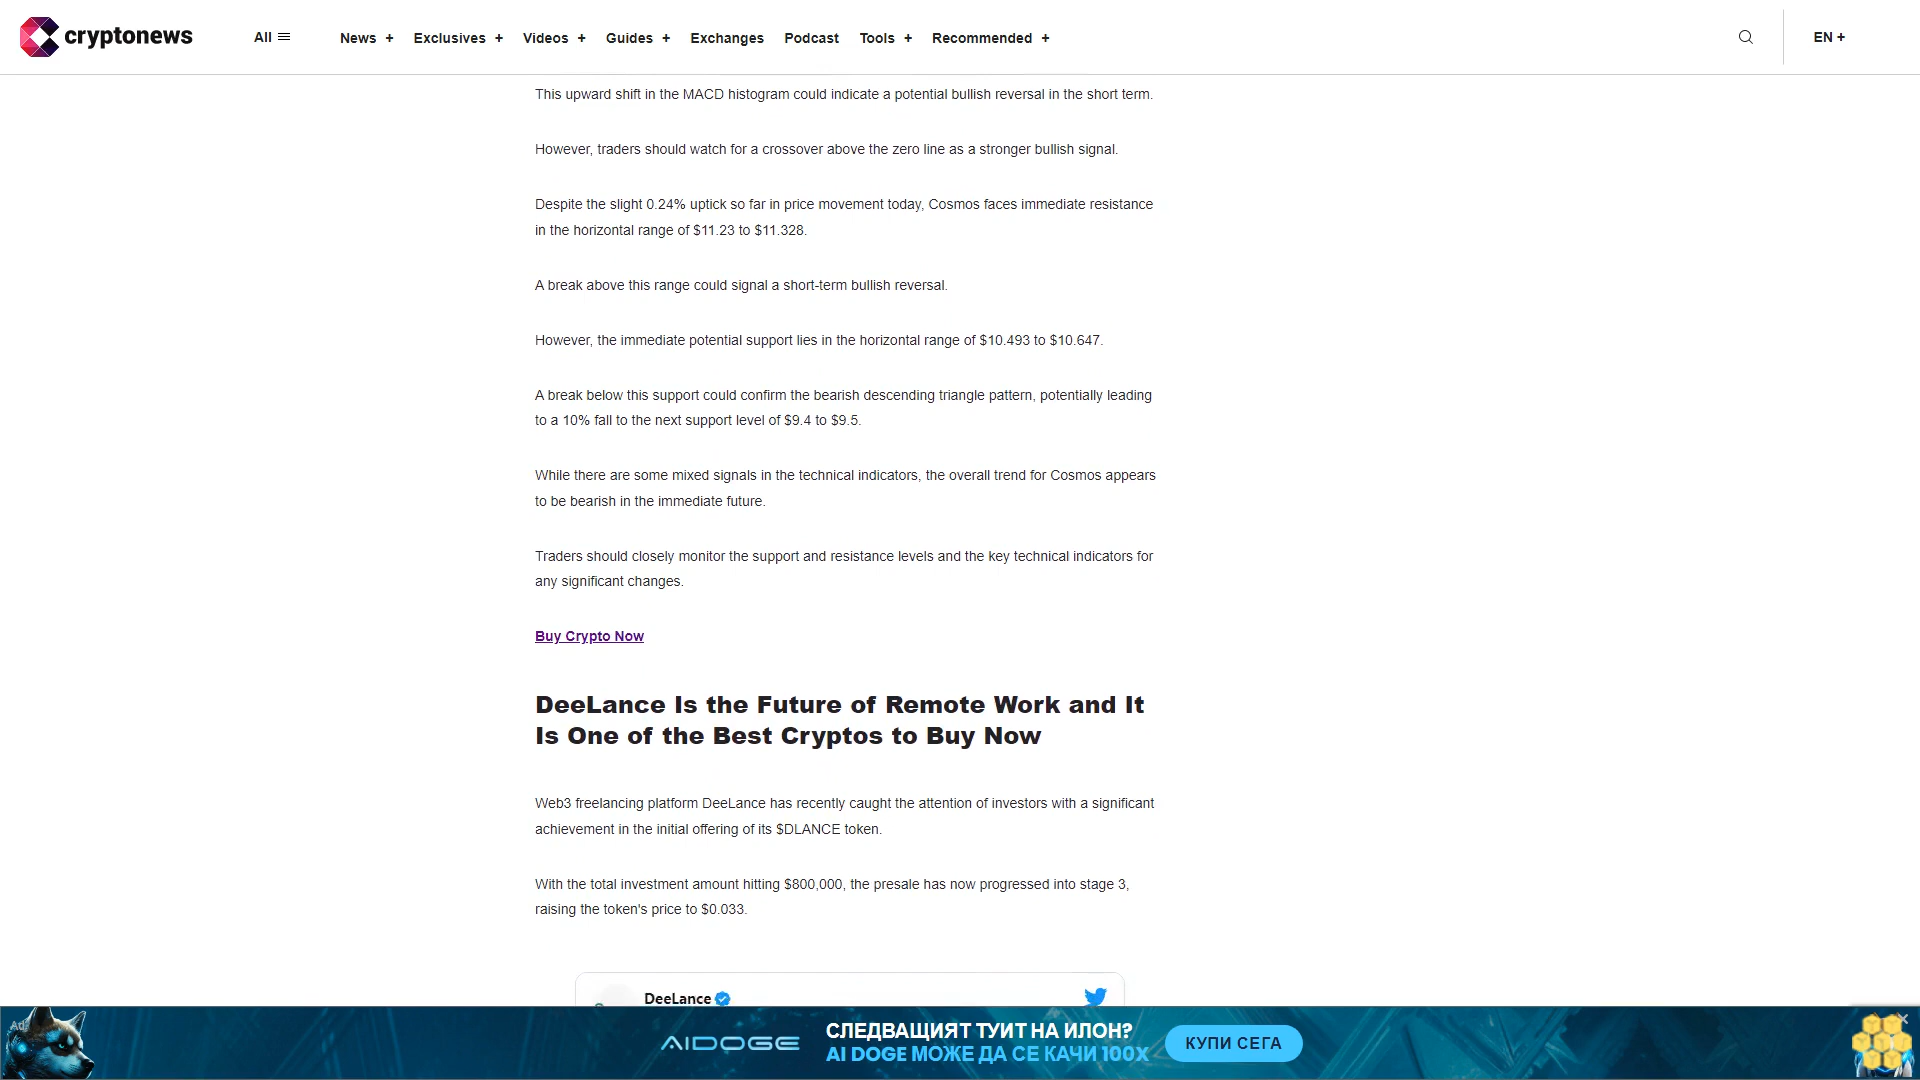 cryptonews
All
News +
Exclusives +
Videos +
Guides +
Exchanges
Podcast
Tools +
Recommended +
EN +
This upward shift in the MACD histogram could indicate a potential bullish reversal in the short term.
However, traders should watch for a crossover above the zero line as a stronger bullish signal.
Despite the slight 0.24% uptick so far in price movement today, Cosmos faces immediate resistance
in the horizontal range of $11.23 to $11.328.
A break above this range could signal a short-term bullish reversal.
However, the immediate potential support lies in the horizontal range of $10.493 to $10.647.
A break below this support could confirm the bearish descending triangle pattern, potentially leading
to a 10% fall to the next support level of $9.4 to $9.5.
While there are some mixed signals in the technical indicators, the overall trend for Cosmos appears
to be bearish in the immediate future.
Traders should closely monitor the support and resistance levels and the key technical indicators for
any significant changes.
Buy Crypto Now
DeeLance Is the Future of Remote Work and It
Is One of the Best Cryptos to Buy Now
Web3 freelancing platform DeeLance has recently caught the attention of investors with a significant
achievement in the initial offering of its $DLANCE token.
With the total investment amount hitting $800,000, the presale has now progressed into stage 3,
raising the token's price to $0.033.
DeeLance
Ad
AIDOGE
СЛЕДВАЩИЯТ ТУИТ НА ИЛОН?
AI DOGE МОЖЕ ДА СЕ КАЧИ 100X
КУПИ СЕГА